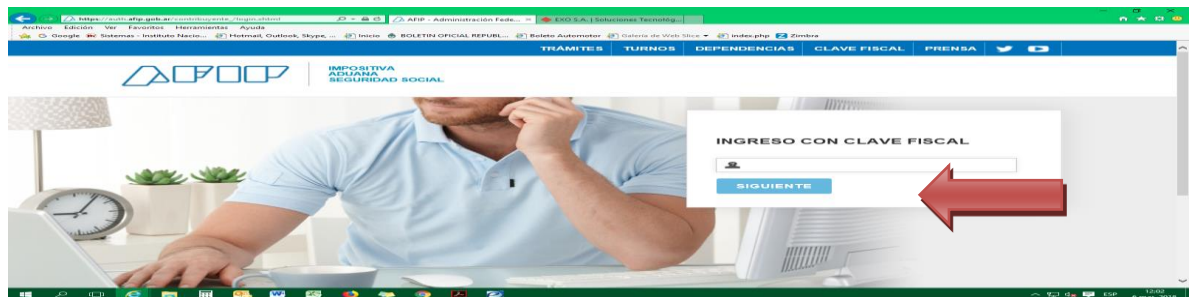 https://auth.afip.gob.ar/contribuyente_/login.xhtml
AFIP - Administración Fede...
EXO S.A. | Soluciones Tecnológ...
Archivo Edición Ver Favoritos Herramientas Ayuda
Google Sistemas - Instituto Nacio... Hotmail, Outlook, Skype, ... Inicio BOLETIN OFICIAL REPUBL... Boleto Automotor Galería de Web Slice index.php Zimbra
TRÁMITES TURNOS DEPENDENCIAS CLAVE FISCAL PRENSA
AFIP
IMPOSITIVA
ADUANA
SEGURIDAD SOCIAL
INGRESO CON CLAVE FISCAL
SIGUIENTE
ESP
12:02